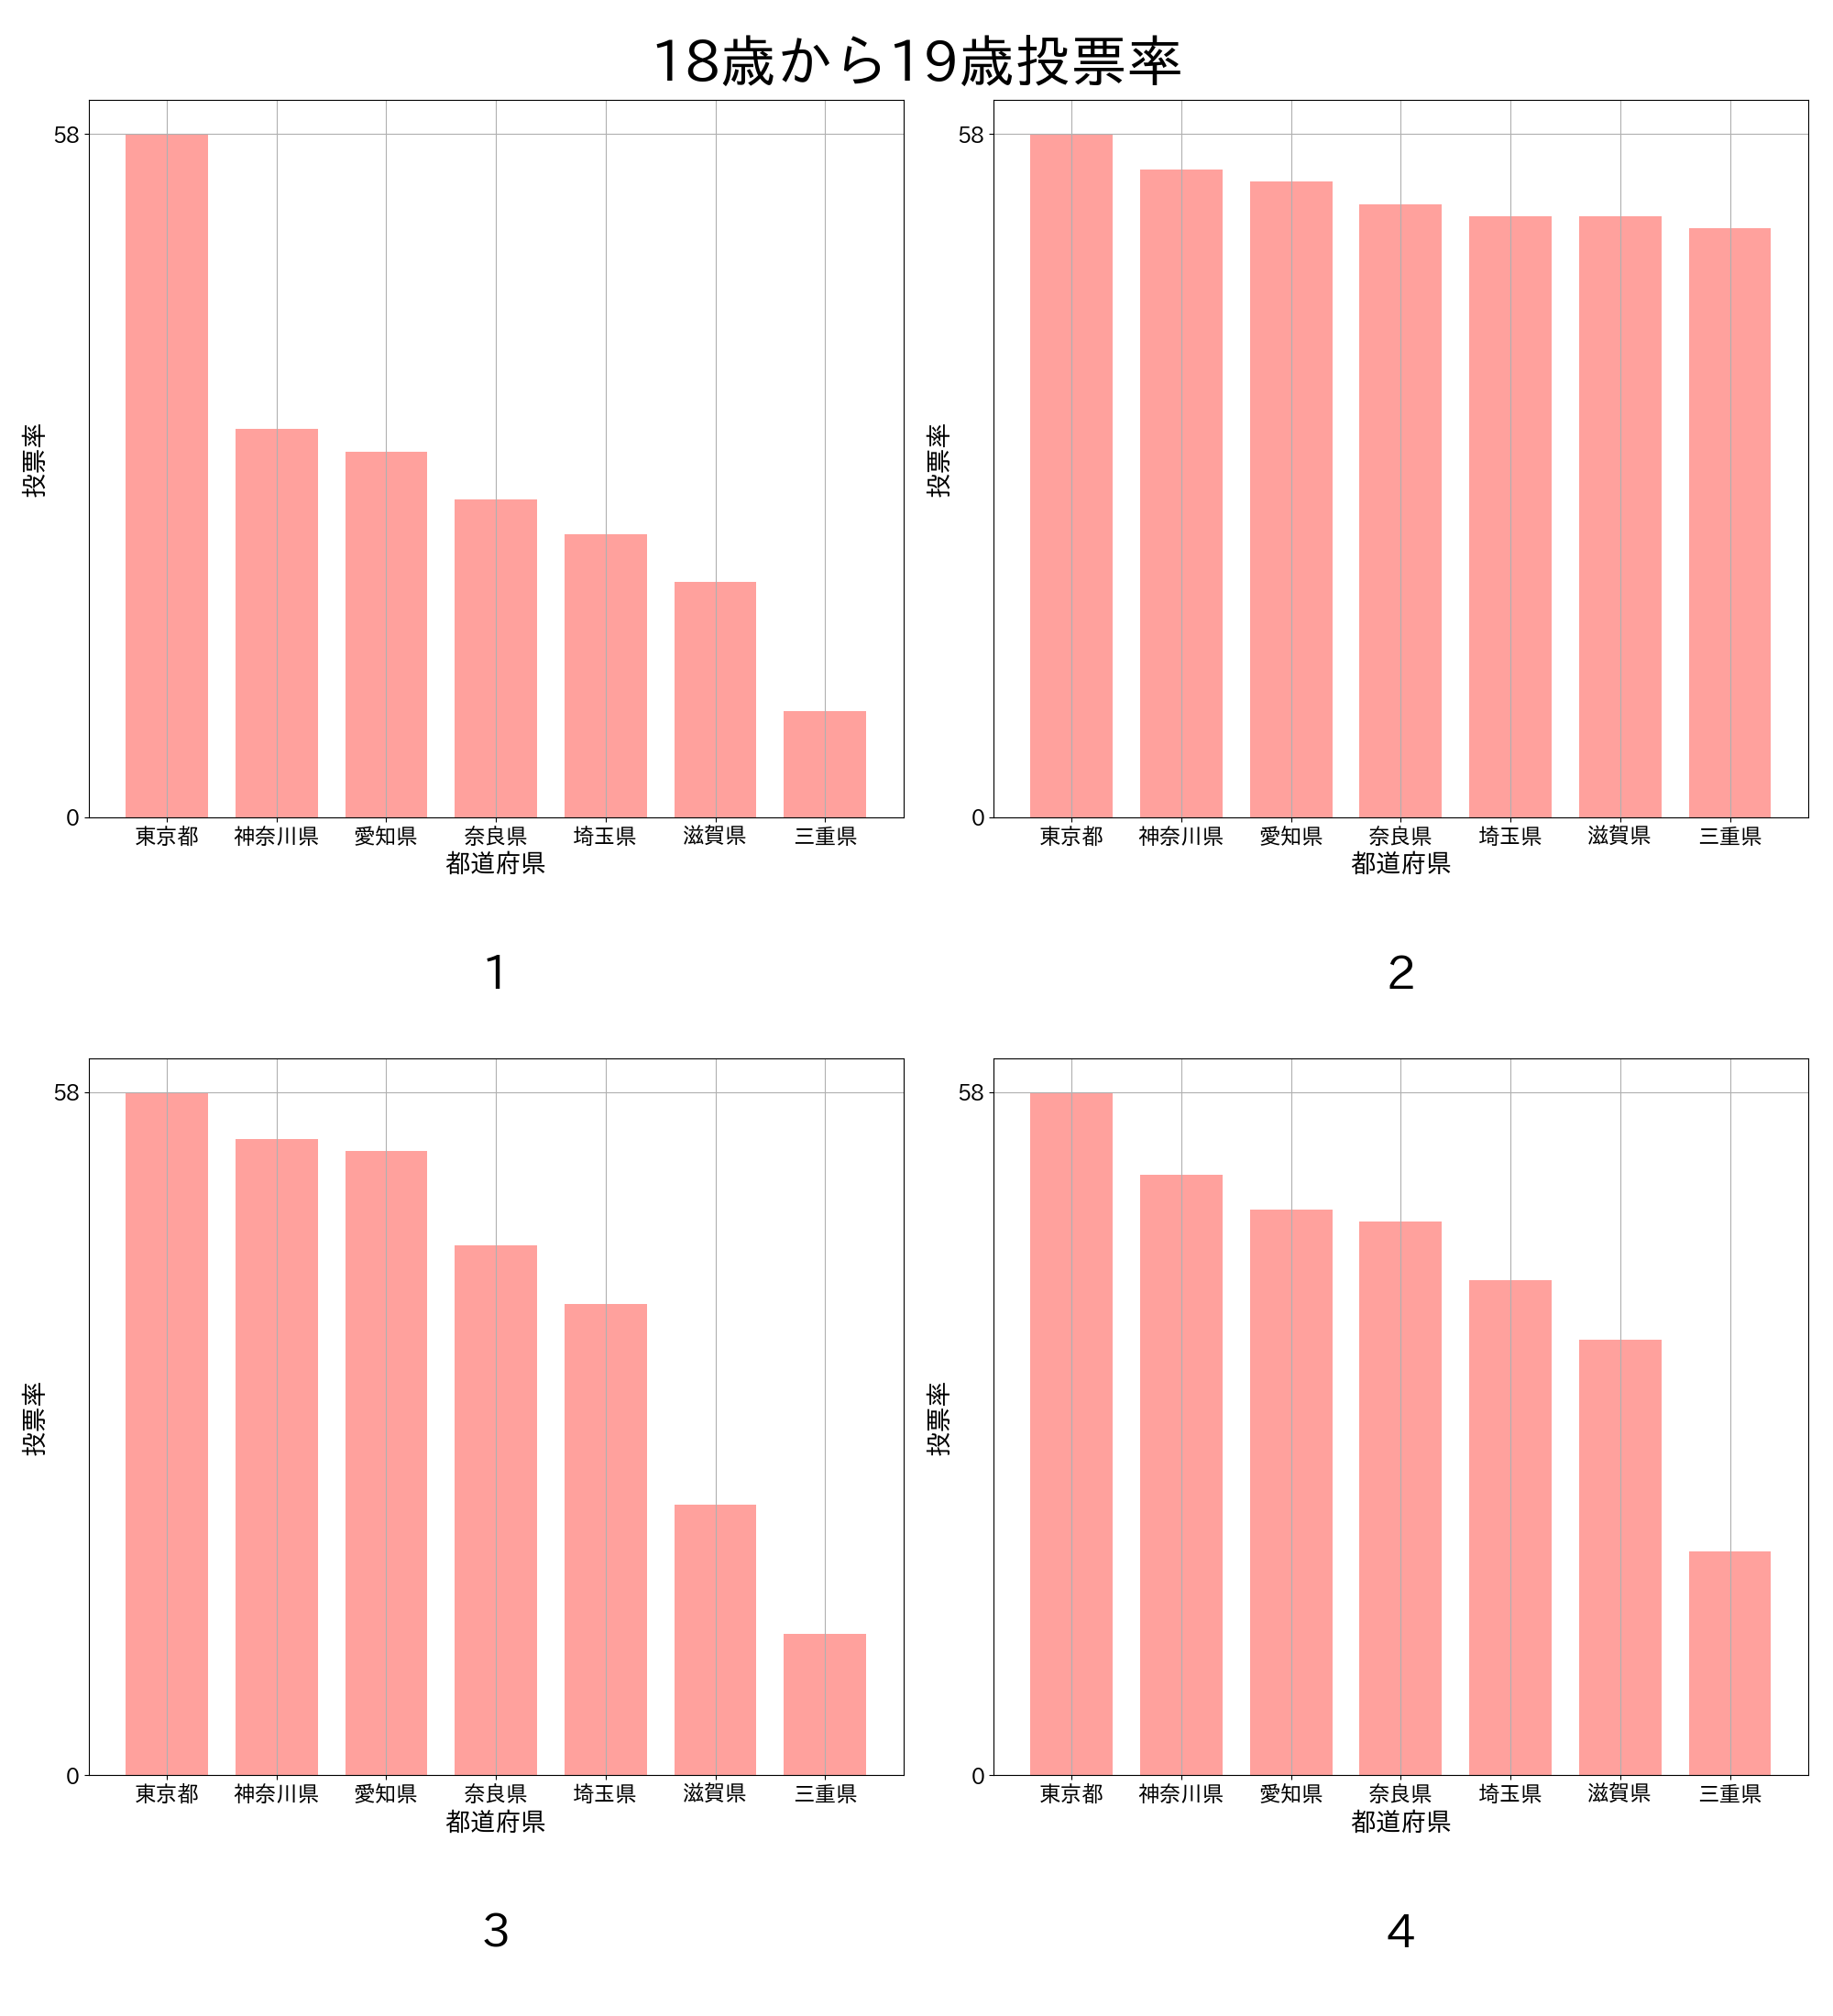 18歳から19歳投票率
58
0
投票率
東京都 神奈川県 愛知県 奈良県 埼玉県 滋賀県 三重県
都道府県
1
58
0
投票率
東京都 神奈川県 愛知県 奈良県 埼玉県 滋賀県 三重県
都道府県
2
58
0
投票率
東京都 神奈川県 愛知県 奈良県 埼玉県 滋賀県 三重県
都道府県
3
58
0
投票率
東京都 神奈川県 愛知県 奈良県 埼玉県 滋賀県 三重県
都道府県
4